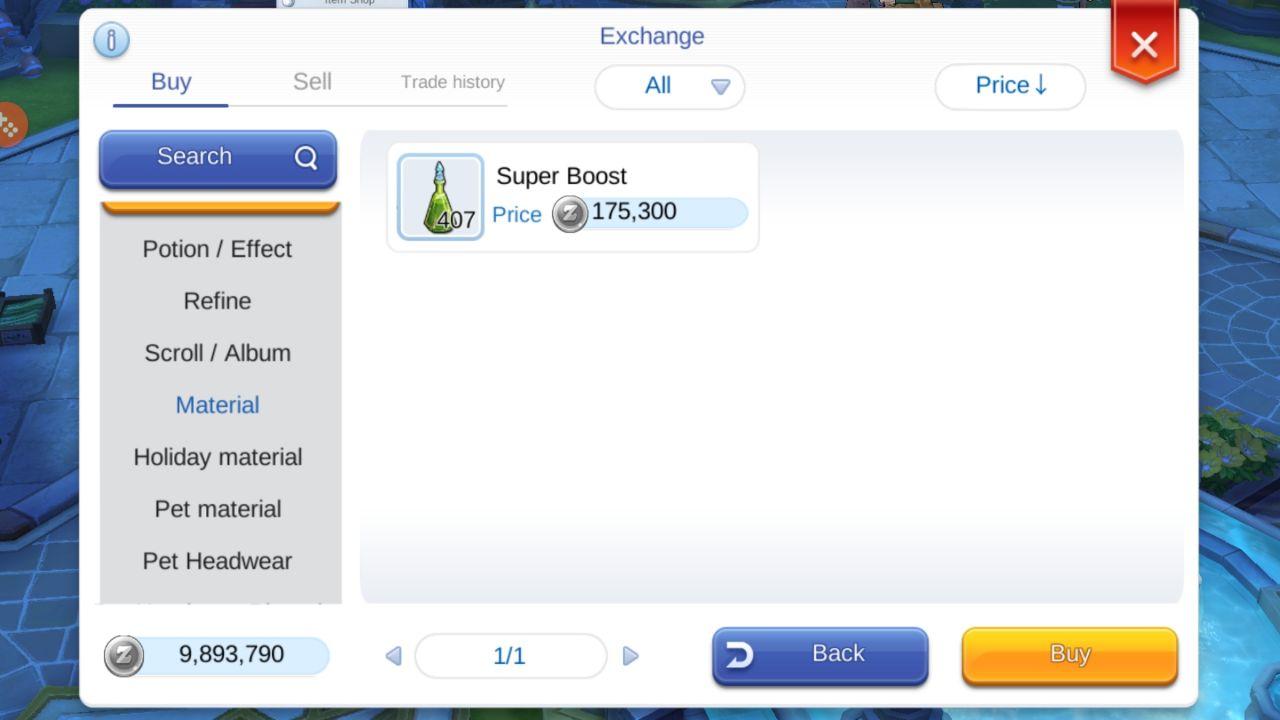 Item Shop
Exchange
Buy
Sell
Trade history
All
Price↓
Search
Super Boost
407
Price
Z
175,300
Potion / Effect
Refine
Scroll / Album
Material
Holiday material
Pet material
Pet Headwear
Z
9,893,790
1/1
Back
Buy